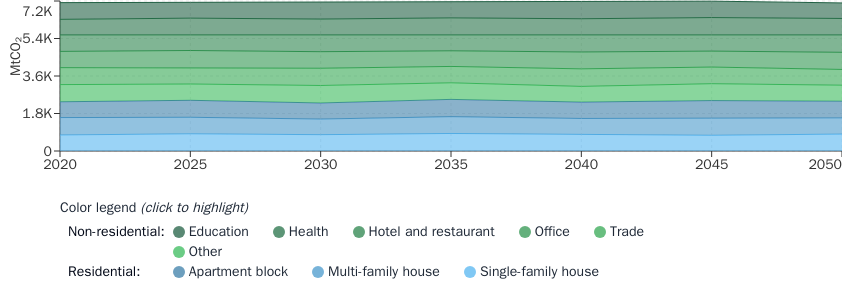 7.2K
5.4K
3.6K
1.8K
0
MtCO₂
2020 2025 2030 2035 2040 2045 2050
Color legend (click to highlight)
Non-residential: Education Health Hotel and restaurant Office Trade
Other
Residential: Apartment block Multi-family house Single-family house